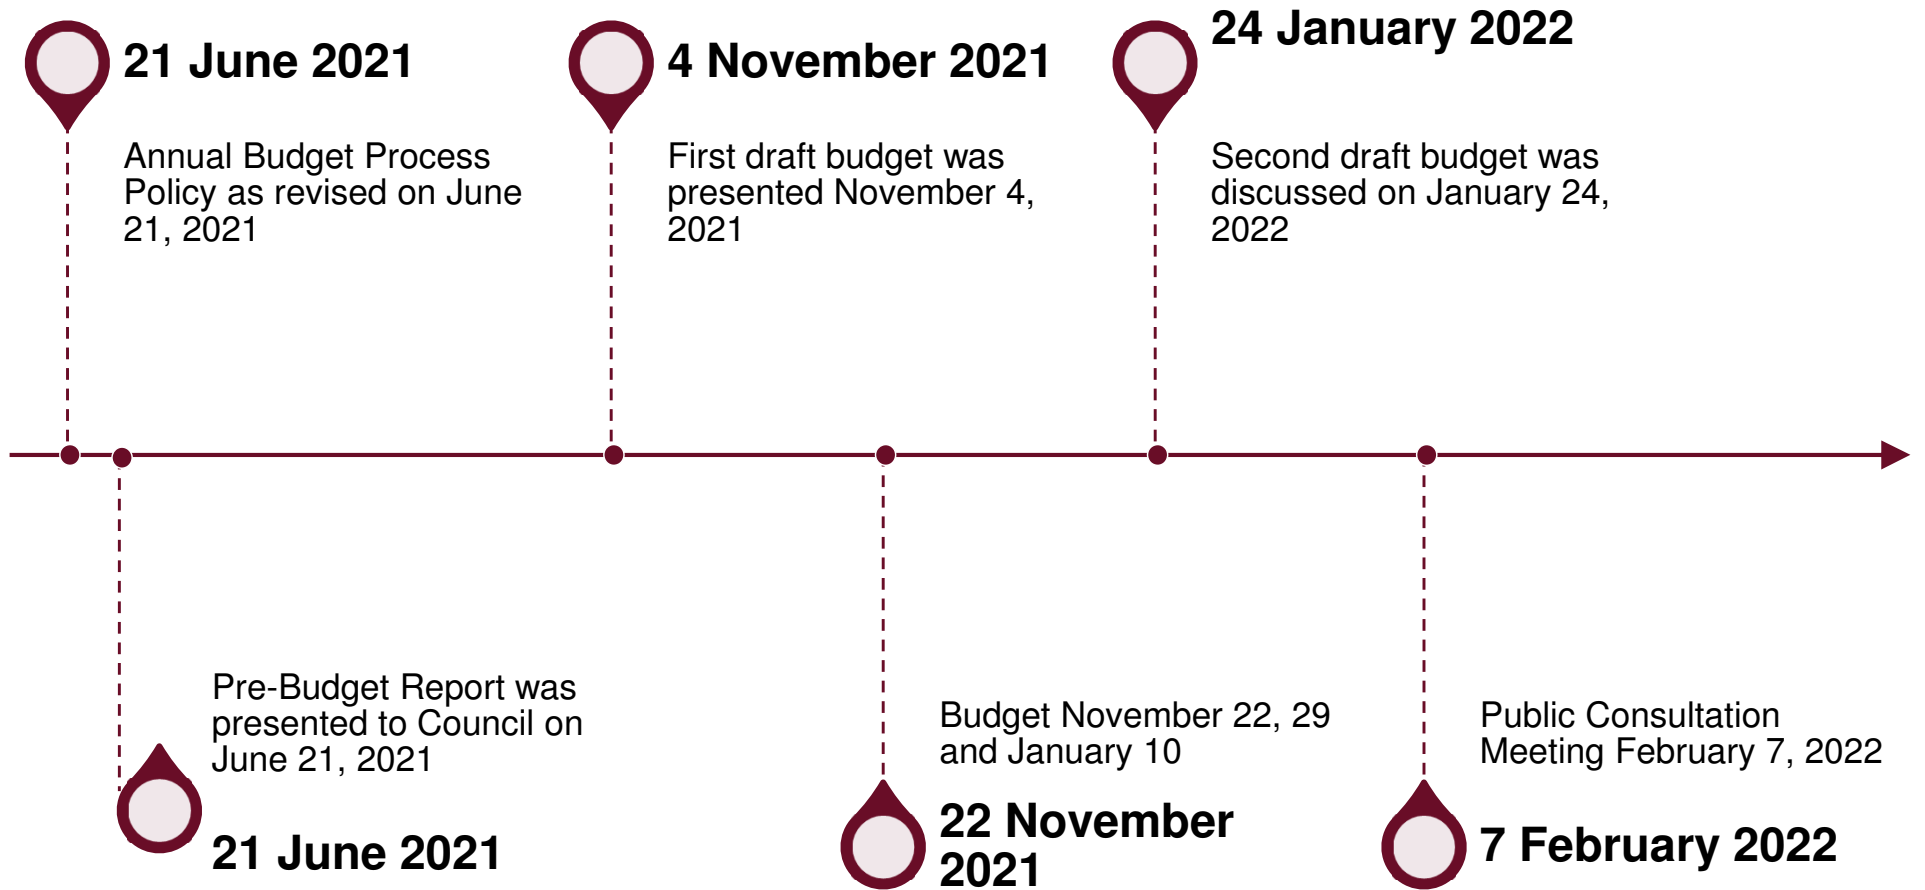 21 June 2021
Annual Budget Process
Policy as revised on June
21, 2021
4 November 2021
First draft budget was
presented November 4,
2021
24 January 2022
Second draft budget was
discussed on January 24,
2022
Pre-Budget Report was
presented to Council on
June 21, 2021
21 June 2021
Budget November 22, 29
and January 10
22 November
2021
Public Consultation
Meeting February 7, 2022
7 February 2022